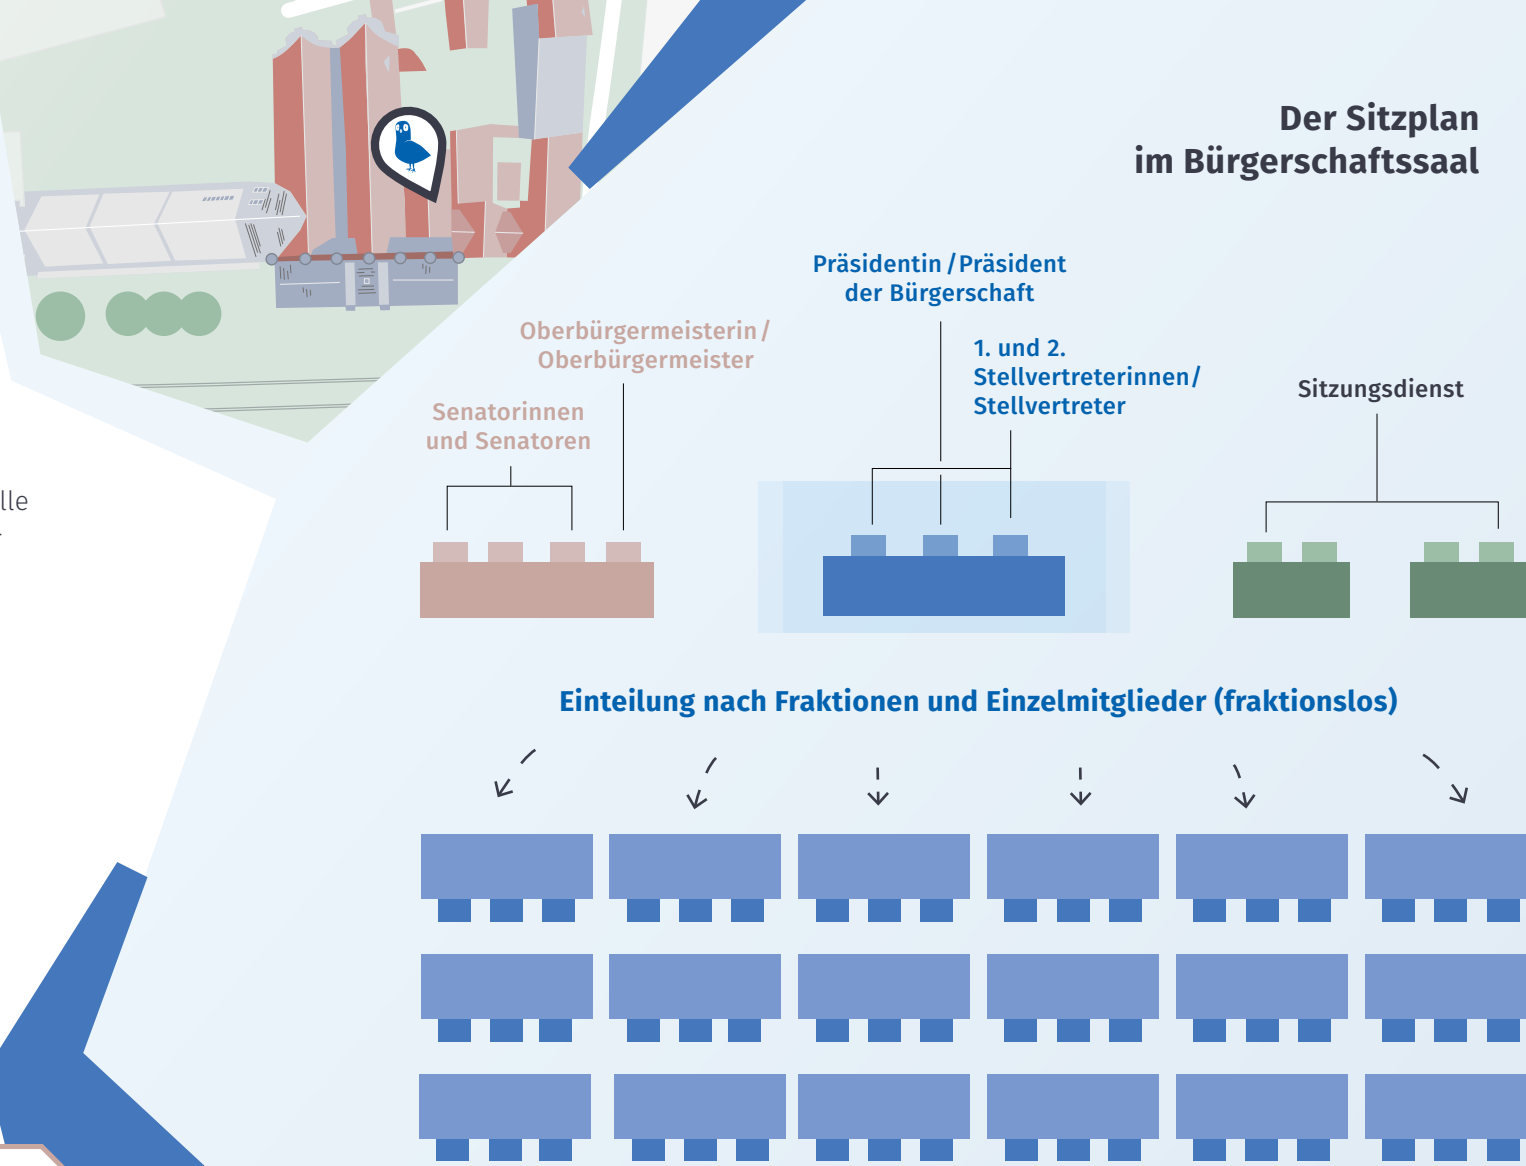 Der Sitzplan
im Bürgerschaftssaal
Präsidentin / Präsident
der Bürgerschaft
Oberbürgermeisterin /
Oberbürgermeister
1. und 2.
Stellvertreterinnen/
Stellvertreter
Sitzungsdienst
Senatorinnen
und Senatoren
lle
Einteilung nach Fraktionen und Einzelmitglieder (fraktionslos)